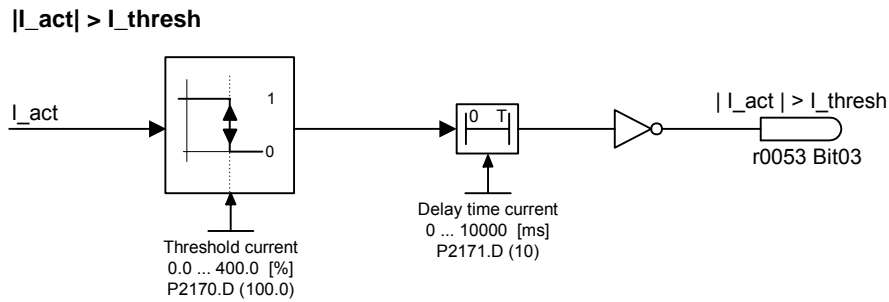 |I_act| > I_thresh
I_act
1
0
0 T
| I_act | > I_thresh
r0053 Bit03
Threshold current
0.0 ... 400.0 [%]
P2170.D (100.0)
Delay time current
0 ... 10000 [ms]
P2171.D (10)